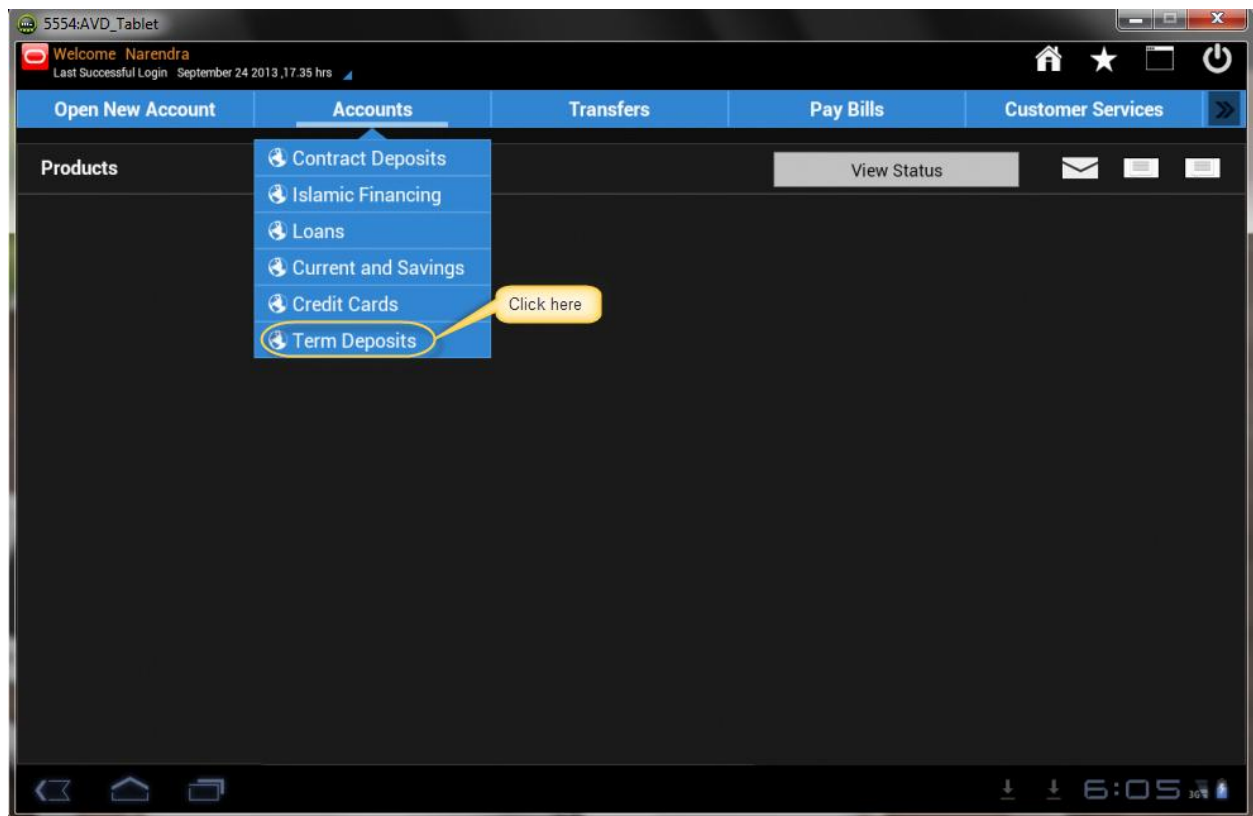 5554:AVD_Tablet
Welcome Narendra
Last Successful Login September 24 2013 ,17.35 hrs
Open New Account Accounts Transfers Pay Bills Customer Services
Products
View Status
Contract Deposits
Islamic Financing
Loans
Current and Savings
Credit Cards
Click here
Term Deposits
6:05
3G